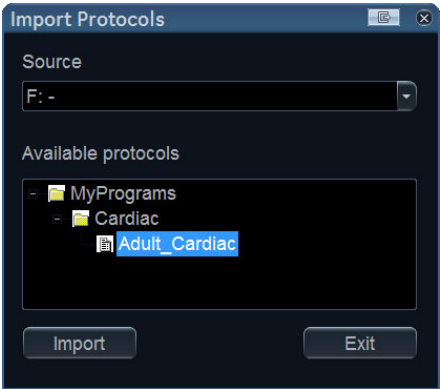 Import Protocols
Source
F: -
Available protocols
MyPrograms
Cardiac
Adult_Cardiac
Import Exit